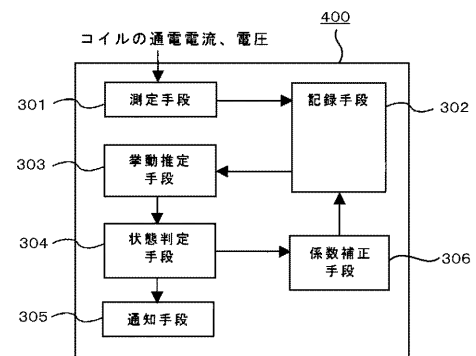 400
コイルの通電電流、電圧
301
測定手段
記録手段
302
303
挙動推定
手段
304
状態判定
手段
係数補正
手段
306
305
通知手段